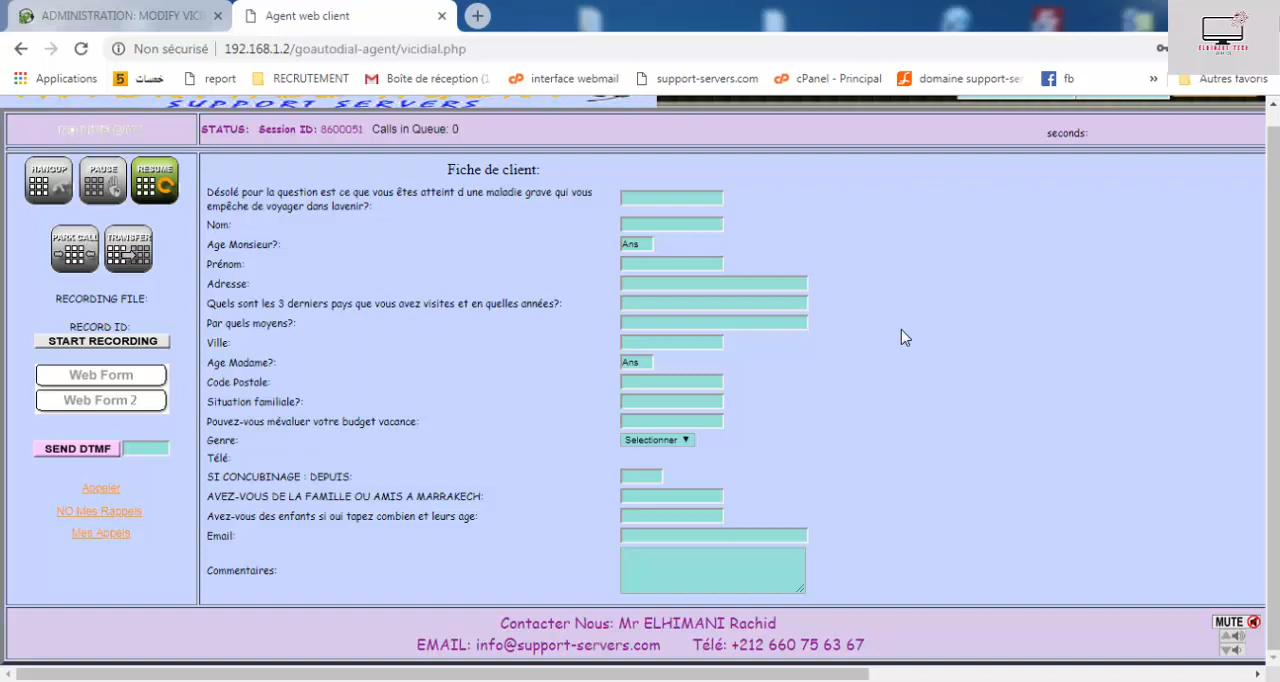 ADMINISTRATION: MODIFY VICI
Agent web client
Non sécurisé
192.168.1.2/goautodial-agent/vicidial.php
ELHIMANI TECH
Applications
خمسات
report
RECRUTEMENT
Boîte de réception (1
interface webmail
support-servers.com
cPanel - Principal
domaine support-se
fb
»
Autres favoris
SUPPORT SERVERS
STATUS: Session ID: 8600051 Calls in Queue: 0
seconds:
HANGUP PAUSE RESUME
PARK CALL TRANSFER
RECORDING FILE:
RECORD ID:
START RECORDING
Web Form
Web Form 2
SEND DTMF
Appeler
NO Mes Rappels
Mes Appels
Fiche de client:
Désolé pour la question est ce que vous êtes atteint d une maladie grave qui vous
empêche de voyager dans lavenir?:
Nom:
Age Monsieur?: Ans
Prénom:
Adresse:
Quels sont les 3 derniers pays que vous avez visites et en quelles années?:
Par quels moyens?:
Ville:
Age Madame?: Ans
Code Postale:
Situation familiale?:
Pouvez-vous mévaluer votre budget vacance:
Genre: Selectionner
Télé:
SI CONCUBINAGE : DEPUIS:
AVEZ-VOUS DE LA FAMILLE OU AMIS A MARRAKECH:
Avez-vous des enfants si oui tapez combien et leurs age:
Email:
Commentaires:
Contacter Nous: Mr ELHIMANI Rachid
EMAIL: info@support-servers.com Télé: +212 660 75 63 67
MUTE